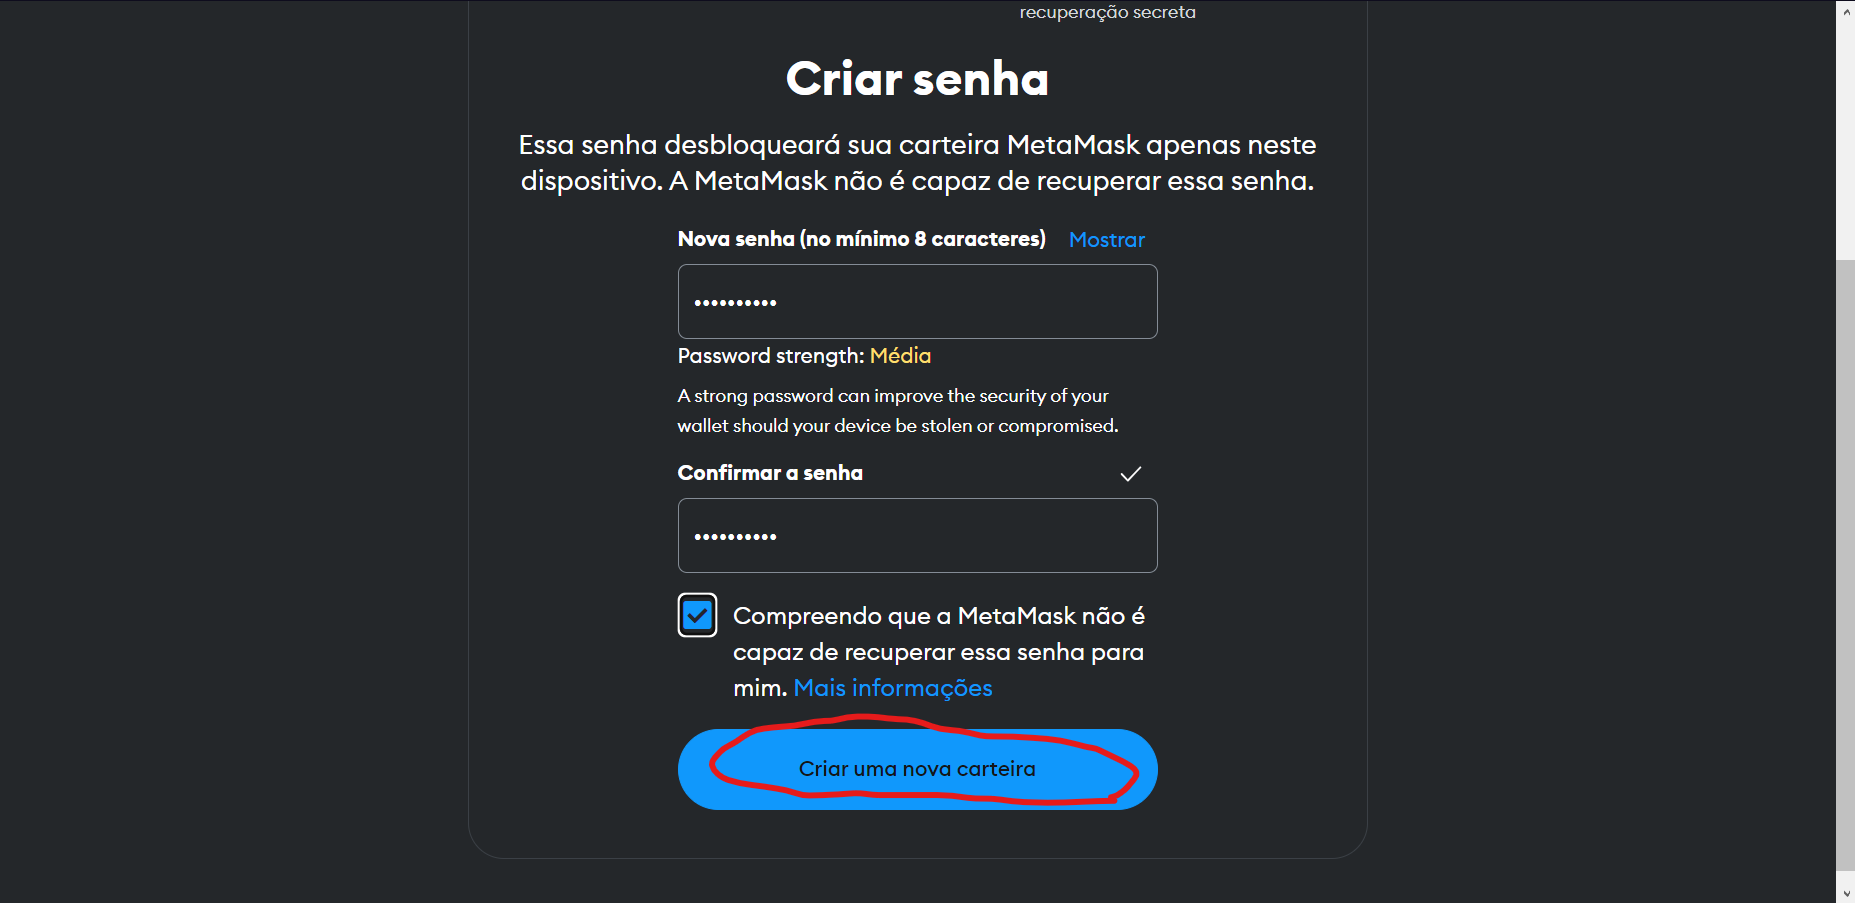 recuperação secreta
Criar senha
Essa senha desbloqueará sua carteira MetaMask apenas neste
dispositivo. A MetaMask não é capaz de recuperar essa senha.
Nova senha (no mínimo 8 caracteres) Mostrar
••••••••••
Password strength: Média
A strong password can improve the security of your
wallet should your device be stolen or compromised.
Confirmar a senha
••••••••••
Compreendo que a MetaMask não é
capaz de recuperar essa senha para
mim. Mais informações
Criar uma nova carteira